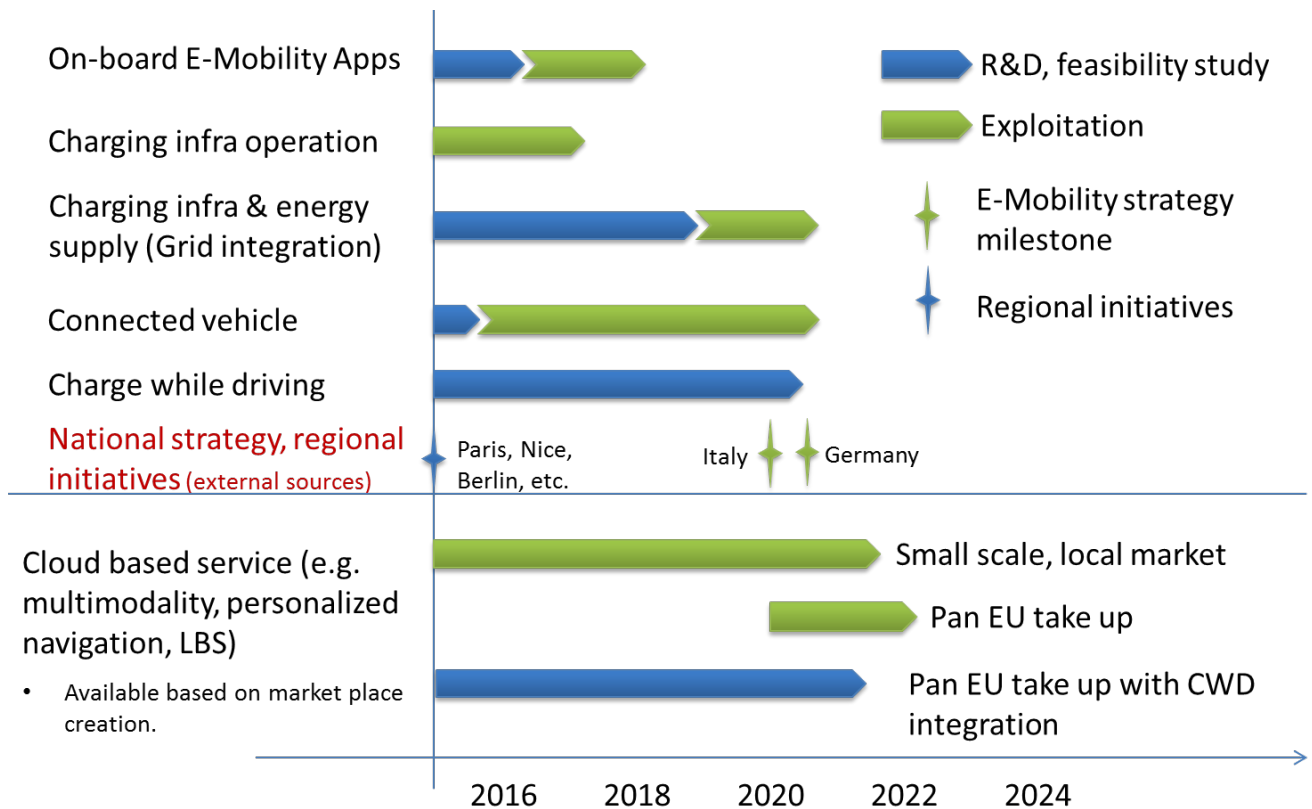 On-board E-Mobility Apps
R&D, feasibility study
Charging infra operation
Exploitation
Charging infra & energy
supply (Grid integration)
E-Mobility strategy
milestone
Connected vehicle
Regional initiatives
Charge while driving
National strategy, regional
initiatives (external sources)
Paris, Nice,
Berlin, etc.
Italy
Germany
Cloud based service (e.g.
multimodality, personalized
navigation, LBS)
• Available based on market place
creation.
Small scale, local market
Pan EU take up
Pan EU take up with CWD
integration
2016 2018 2020 2022 2024